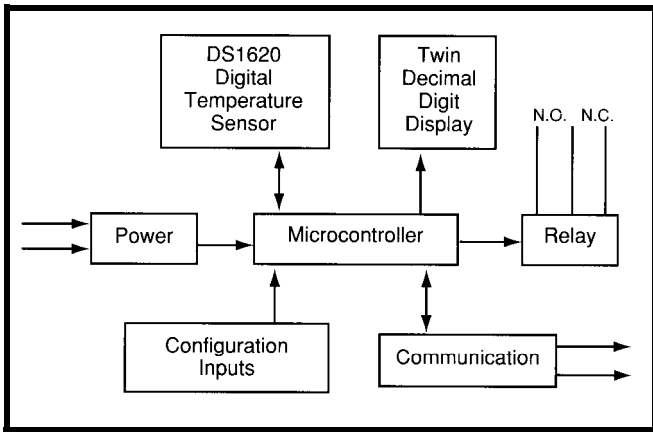 DS1620
Digital
Temperature
Sensor
Twin
Decimal
Digit
Display
N.O. N.C.
Power
Microcontroller
Relay
Configuration
Inputs
Communication